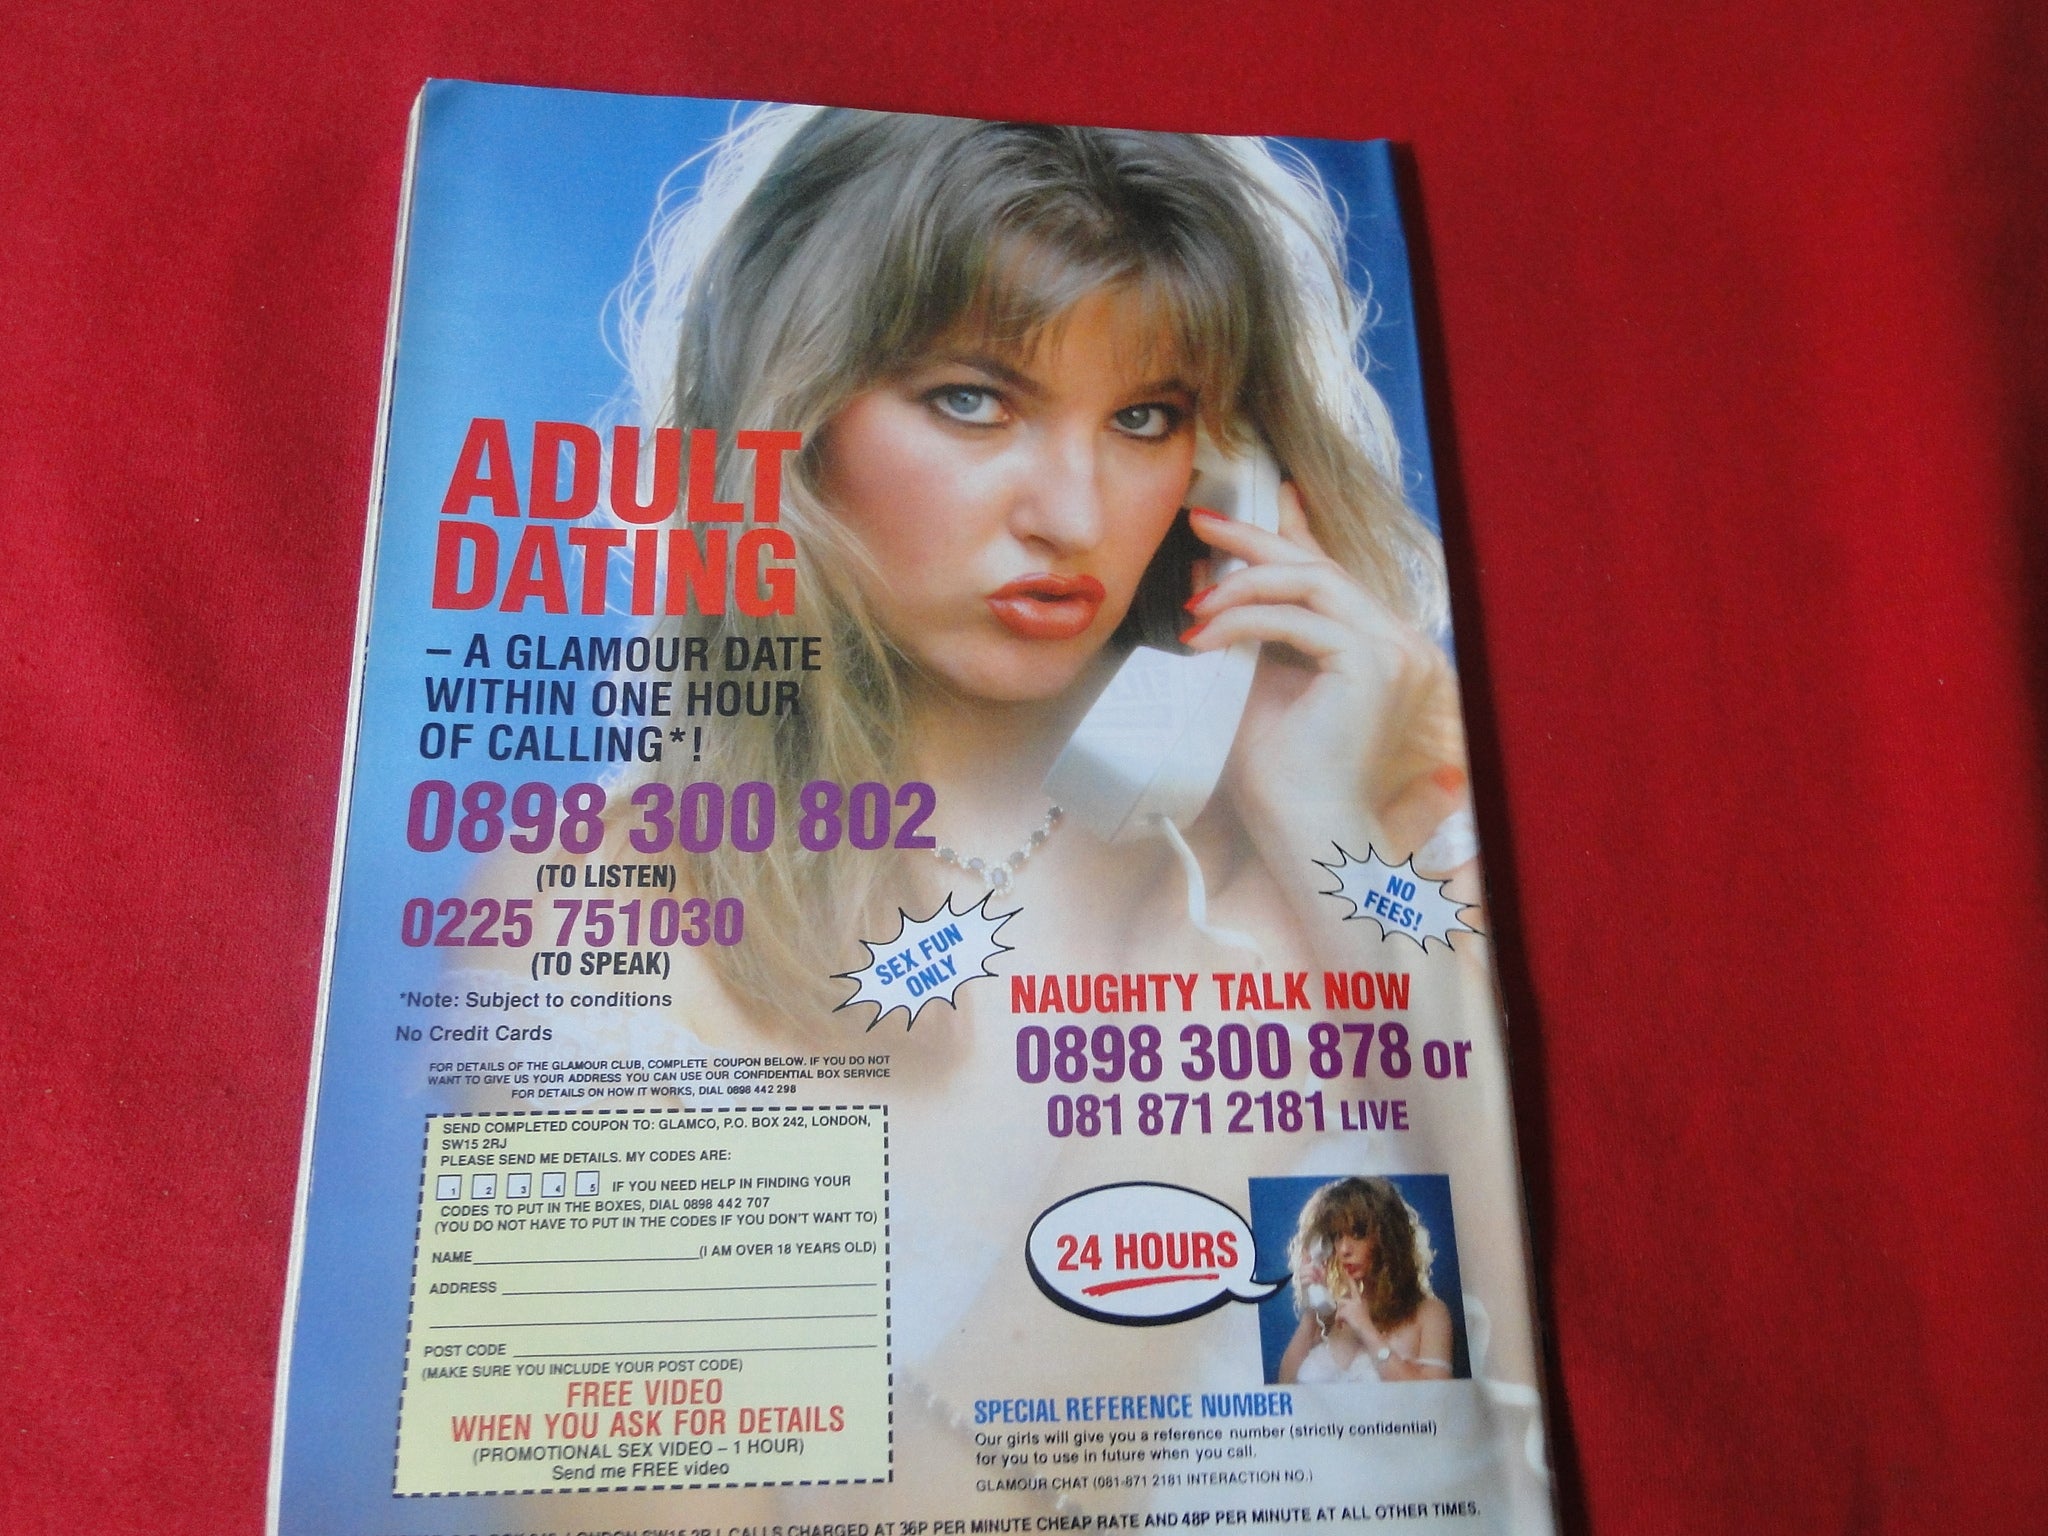 ADULT
DATING
– A GLAMOUR DATE
WITHIN ONE HOUR
OF CALLING*!
0898 300 802
(TO LISTEN)
0225 751030
(TO SPEAK)
*Note: Subject to conditions
No Credit Cards
SEX FUN
ONLY
NO
FEES!
NAUGHTY TALK NOW
0898 300 878 or
081 871 2181 LIVE
FOR DETAILS OF THE GLAMOUR CLUB, COMPLETE COUPON BELOW. IF YOU DO NOT
WANT TO GIVE US YOUR ADDRESS YOU CAN USE OUR CONFIDENTIAL BOX SERVICE
FOR DETAILS ON HOW IT WORKS, DIAL 0898 442 298
SEND COMPLETED COUPON TO: GLAMCO, P.O. BOX 242, LONDON,
SW15 2RJ
PLEASE SEND ME DETAILS. MY CODES ARE:
1 2 3 4 5 IF YOU NEED HELP IN FINDING YOUR
CODES TO PUT IN THE BOXES, DIAL 0898 442 707
(YOU DO NOT HAVE TO PUT IN THE CODES IF YOU DON'T WANT TO)
NAME (I AM OVER 18 YEARS OLD)
ADDRESS
POST CODE
(MAKE SURE YOU INCLUDE YOUR POST CODE)
FREE VIDEO
WHEN YOU ASK FOR DETAILS
(PROMOTIONAL SEX VIDEO – 1 HOUR)
Send me FREE video
24 HOURS
SPECIAL REFERENCE NUMBER
Our girls will give you a reference number (strictly confidential)
for you to use in future when you call.
GLAMOUR CHAT (081-871 2181 INTERACTION NO.)
LONDON SW15 2RJ. CALLS CHARGED AT 36P PER MINUTE CHEAP RATE AND 48P PER MINUTE AT ALL OTHER TIMES.